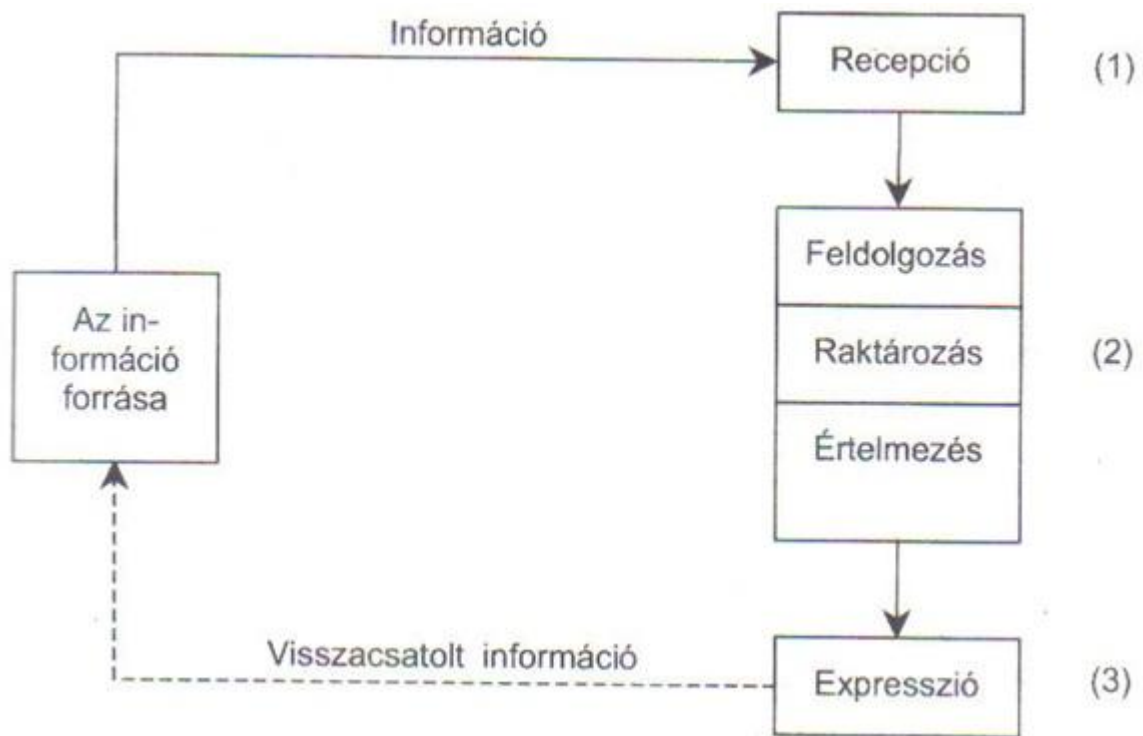 Információ
Recepció
(1)
Feldolgozás
Az in-
formáció
forrása
Raktározás
(2)
Értelmezés
Visszacsatolt információ
Expresszió
(3)